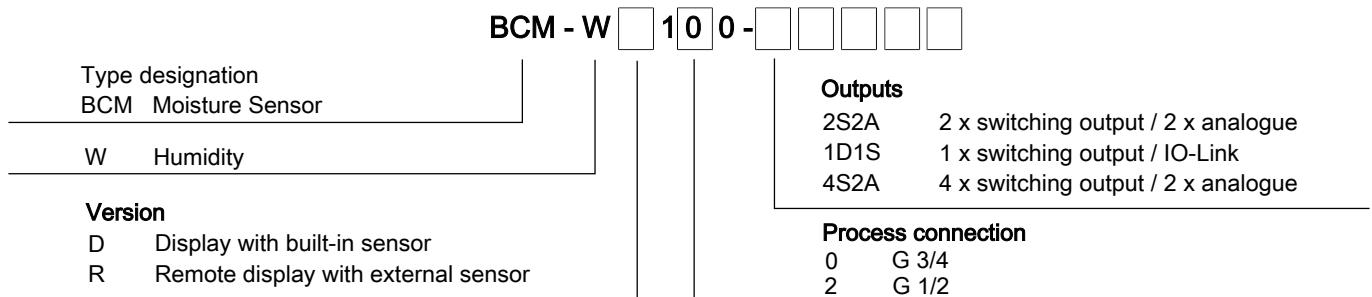 BCM - W 1 0 0 -
Type designation
BCM Moisture Sensor
W Humidity
Version
D Display with built-in sensor
R Remote display with external sensor
Outputs
2S2A 2 x switching output / 2 x analogue
1D1S 1 x switching output / IO-Link
4S2A 4 x switching output / 2 x analogue
Process connection
0 G 3/4
2 G 1/2